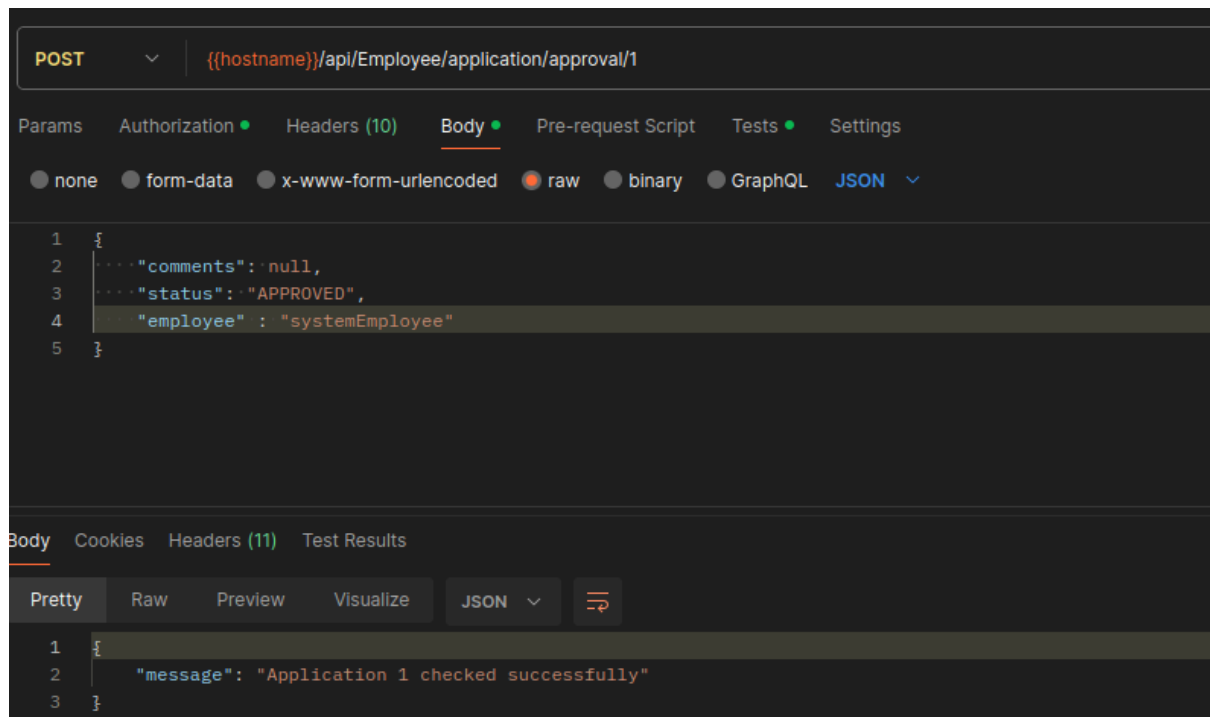 POST {{hostname}}/api/Employee/application/approval/1
Params Authorization Headers (10) Body Pre-request Script Tests Settings
none form-data x-www-form-urlencoded raw binary GraphQL JSON
1 {
2 "comments": null,
3 "status": "APPROVED",
4 "employee" : "systemEmployee"
5 }
Body Cookies Headers (11) Test Results
Pretty Raw Preview Visualize JSON
1 {
2 "message": "Application 1 checked successfully"
3 }